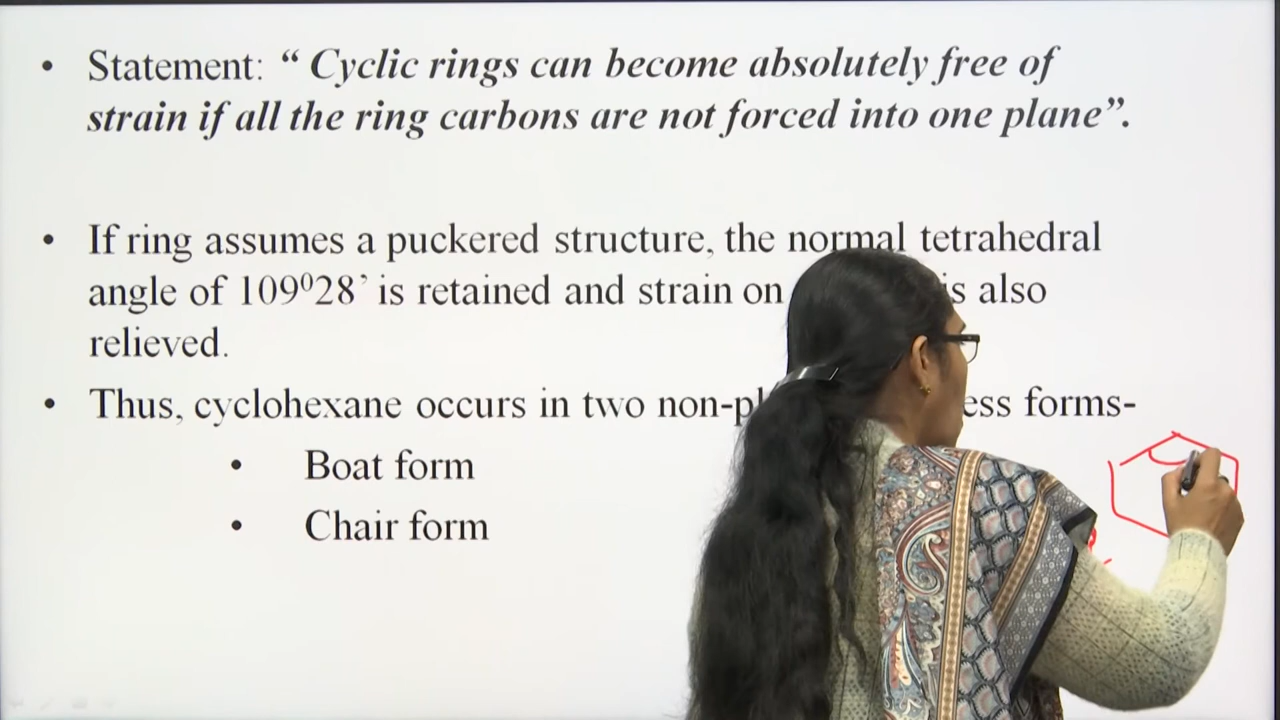 • Statement: “ Cyclic rings can become absolutely free of
strain if all the ring carbons are not forced into one plane”.
• If ring assumes a puckered structure, the normal tetrahedral
angle of 109⁰28’ is retained and strain on is also
relieved.
• Thus, cyclohexane occurs in two forms-
• Boat form
• Chair form